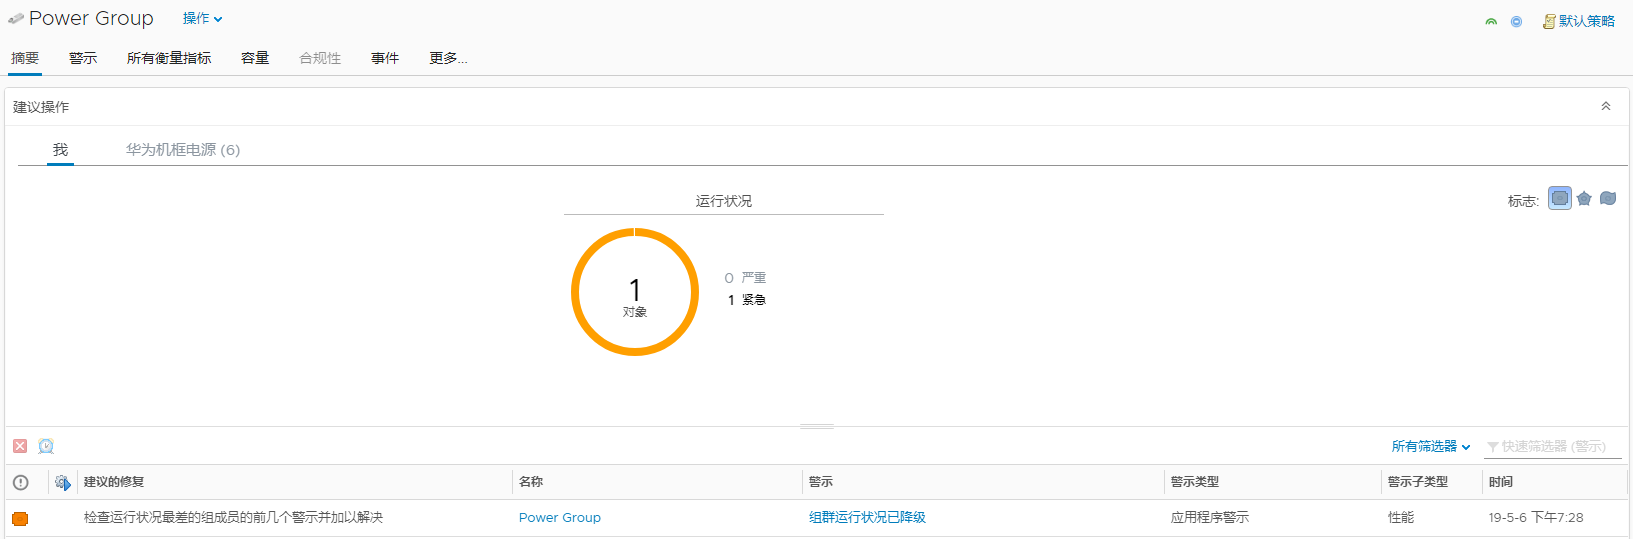 Power Group 操作 默认策略
摘要 警示 所有衡量指标 容量 合规性 事件 更多...
建议操作
我 华为机框电源 (6)
运行状况 标志:
1
对象
0 严重
1 紧急
所有筛选器 快速筛选器 (警示)
建议的修复 名称 警示 警示类型 警示子类型 时间
检查运行状况最差的组成员的前几个警示并加以解决 Power Group 组群运行状况已降级 应用程序警示 性能 19-5-6 下午7:28